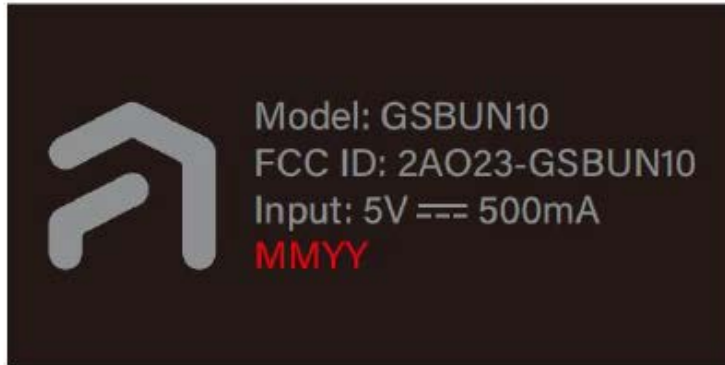 Model: GSBUN10
FCC ID: 2AO23-GSBUN10
Input: 5V ⎓ 500mA
MMYY